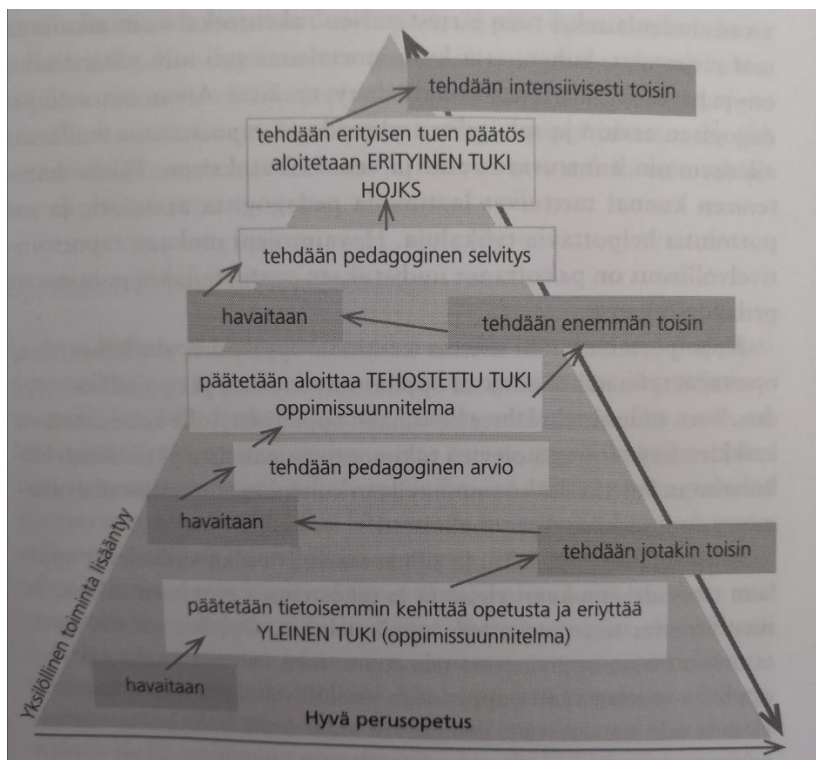 tehdään intensiivisesti toisin
tehdään erityisen tuen päätös
aloitetaan ERITYINEN TUKI
HOJKS
tehdään pedagoginen selvitys
havaitaan
tehdään enemmän toisin
päätetään aloittaa TEHOSTETTU TUKI
oppimissuunnitelma
tehdään pedagoginen arvio
havaitaan
tehdään jotakin toisin
päätetään tietoisemmin kehittää opetusta ja eriyttää
YLEINEN TUKI (oppimissuunnitelma)
havaitaan
Yksilöllinen toiminta lisääntyy
Hyvä perusopetus